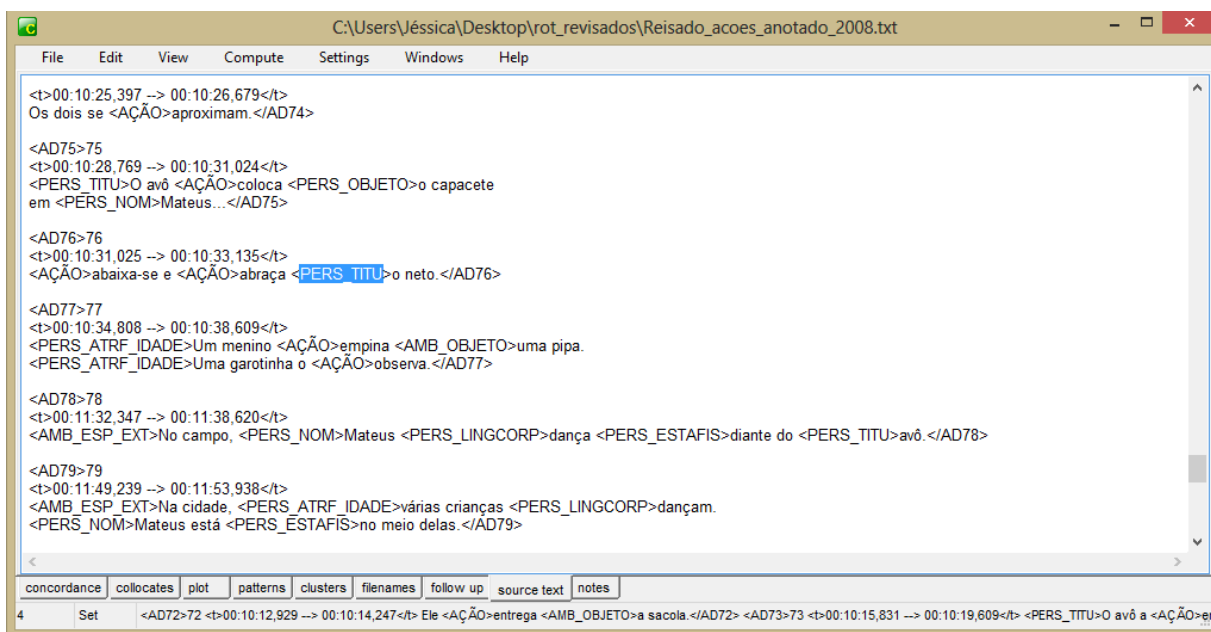 C:\Users\Jéssica\Desktop\rot_revisados\Reisado_acoes_anotado_2008.txt
File Edit View Compute Settings Windows Help
<t>00:10:25,397 --> 00:10:26,679</t>
Os dois se <AÇÃO>aproximam.</AD74>
<AD75>75
<t>00:10:28,769 --> 00:10:31,024</t>
<PERS_TITU>O avô <AÇÃO>coloca <PERS_OBJETO>o capacete
em <PERS_NOM>Mateus...</AD75>
<AD76>76
<t>00:10:31,025 --> 00:10:33,135</t>
<AÇÃO>abaixa-se e <AÇÃO>abraça <PERS_TITU>o neto.</AD76>
<AD77>77
<t>00:10:34,808 --> 00:10:38,609</t>
<PERS_ATRF_IDADE>Um menino <AÇÃO>empina <AMB_OBJETO>uma pipa.
<PERS_ATRF_IDADE>Uma garotinha o <AÇÃO>observa.</AD77>
<AD78>78
<t>00:11:32,347 --> 00:11:38,620</t>
<AMB_ESP_EXT>No campo, <PERS_NOM>Mateus <PERS_LINGCORP>dança <PERS_ESTAFIS>diante do <PERS_TITU>avô.</AD78>
<AD79>79
<t>00:11:49,239 --> 00:11:53,938</t>
<AMB_ESP_EXT>Na cidade, <PERS_ATRF_IDADE>várias crianças <PERS_LINGCORP>dançam.
<PERS_NOM>Mateus está <PERS_ESTAFIS>no meio delas.</AD79>
concordance collocates plot patterns clusters filenames follow up source text notes
4 Set <AD72>72 <t>00:10:12,929 --> 00:10:14,247</t> Ele <AÇÃO>entrega <AMB_OBJETO>a sacola.</AD72> <AD73>73 <t>00:10:15,831 --> 00:10:19,609</t> <PERS_TITU>O avô a <AÇÃO>